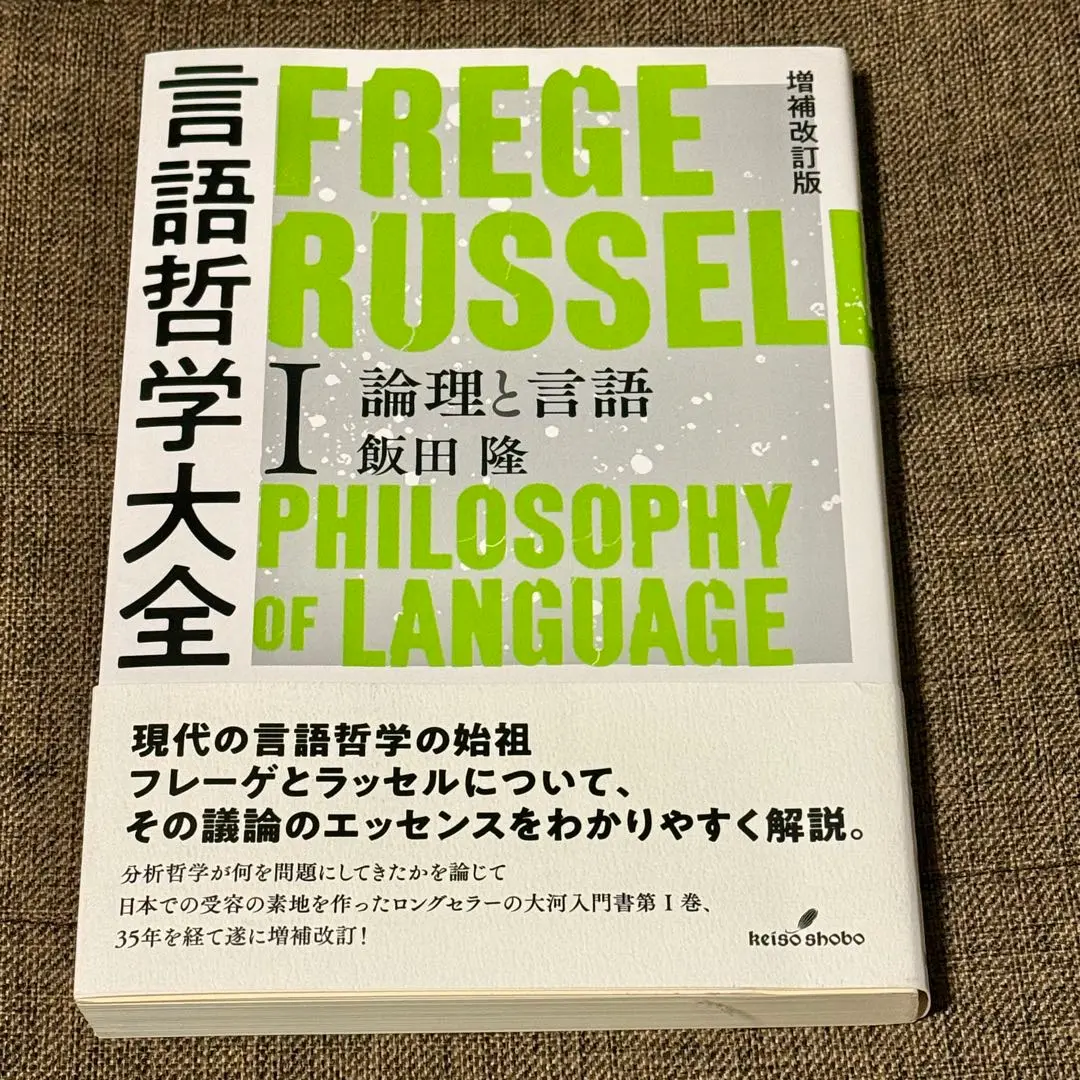 言語哲学大全
FREGE
RUSSELL
増補改訂版
I
論理と言語
飯田 隆
PHILOSOPHY
OF LANGUAGE
現代の言語哲学の始祖
フレーゲとラッセルについて、
その議論のエッセンスをわかりやすく解説。
分析哲学が何を問題にしてきたかを論じて
日本での受容の素地を作ったロングセラーの大河入門書第Ⅰ巻、
35年を経て遂に増補改訂!
keiso shobo